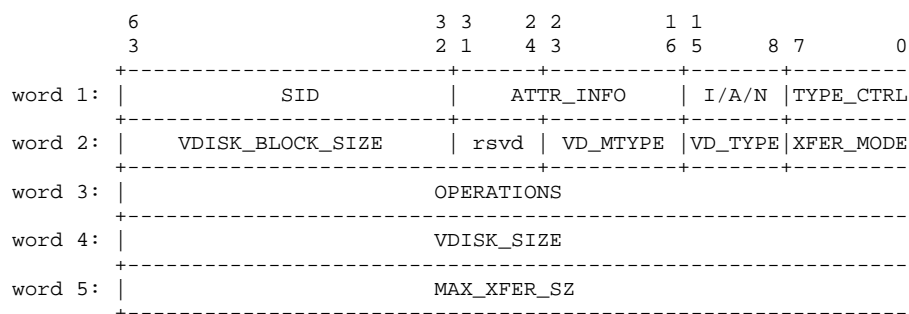 6 3 3 2 2 1 1
3 2 1 4 3 6 5 8 7 0
word 1: | SID | ATTR_INFO | I/A/N |TYPE_CTRL
word 2: | VDISK_BLOCK_SIZE | rsvd | VD_MTYPE |VD_TYPE|XFER_MODE
word 3: | OPERATIONS
word 4: | VDISK_SIZE
word 5: | MAX_XFER_SZ